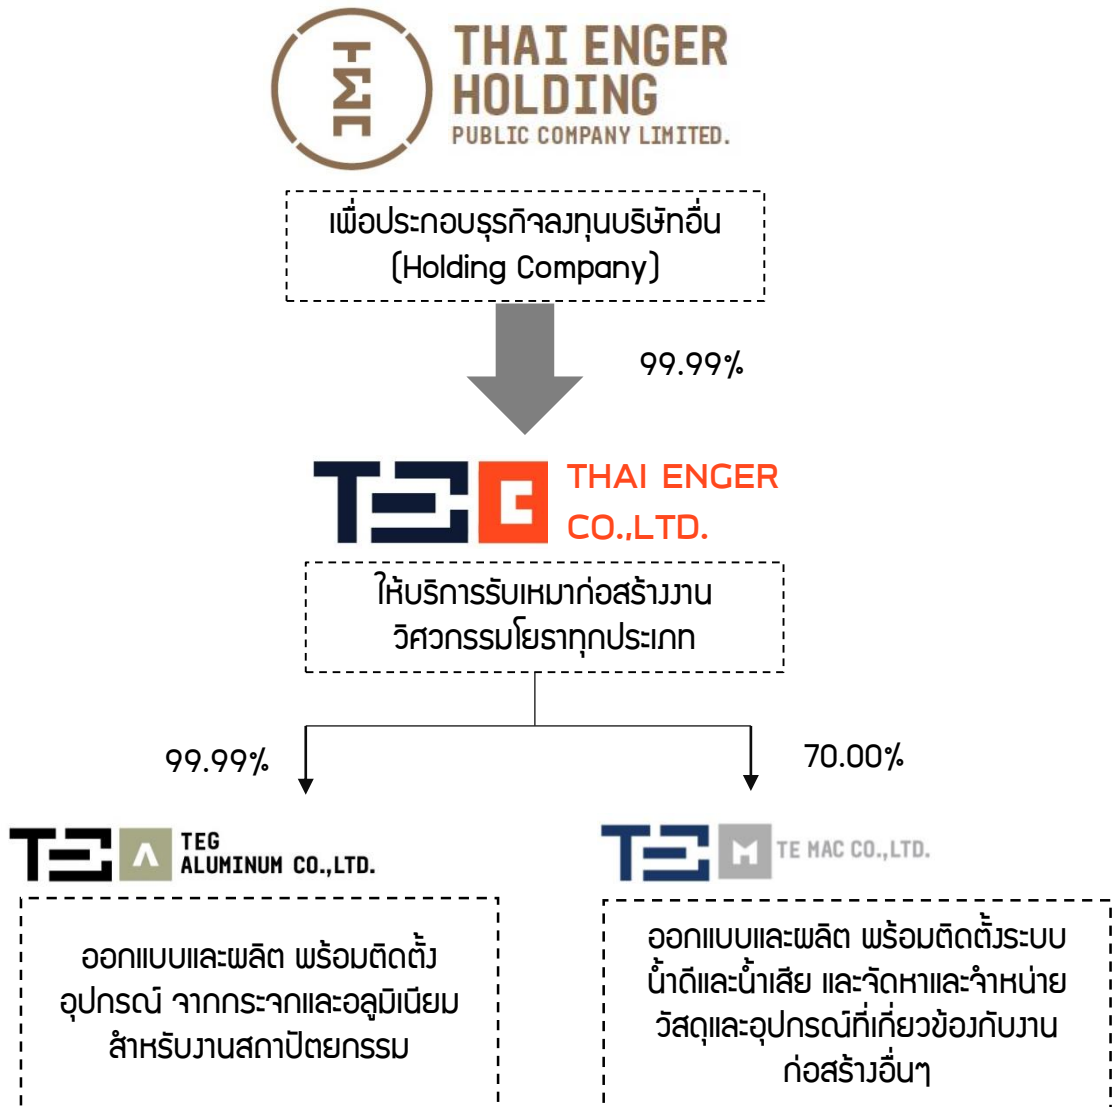 THAI ENGER
HOLDING
PUBLIC COMPANY LIMITED.
เพื่อประกอบธุรกิจลงทุนบริษัทอื่น
(Holding Company)
99.99%
THAI ENGER
CO.,LTD.
ให้บริการรับเหมาก่อสร้างงาน
วิศวกรรมโยธาทุกประเภท
99.99%
70.00%
TEG
ALUMINUM CO.,LTD.
TE MAC CO.,LTD.
ออกแบบและผลิต พร้อมติดตั้ง
อุปกรณ์ จากกระจกและอลูมิเนียม
สำหรับงานสถาปัตยกรรม
ออกแบบและผลิต พร้อมติดตั้งระบบ
น้ำดีและน้ำเสีย และจัดหาและจำหน่าย
วัสดุและอุปกรณ์ที่เกี่ยวข้องกับงาน
ก่อสร้างอื่นๆ